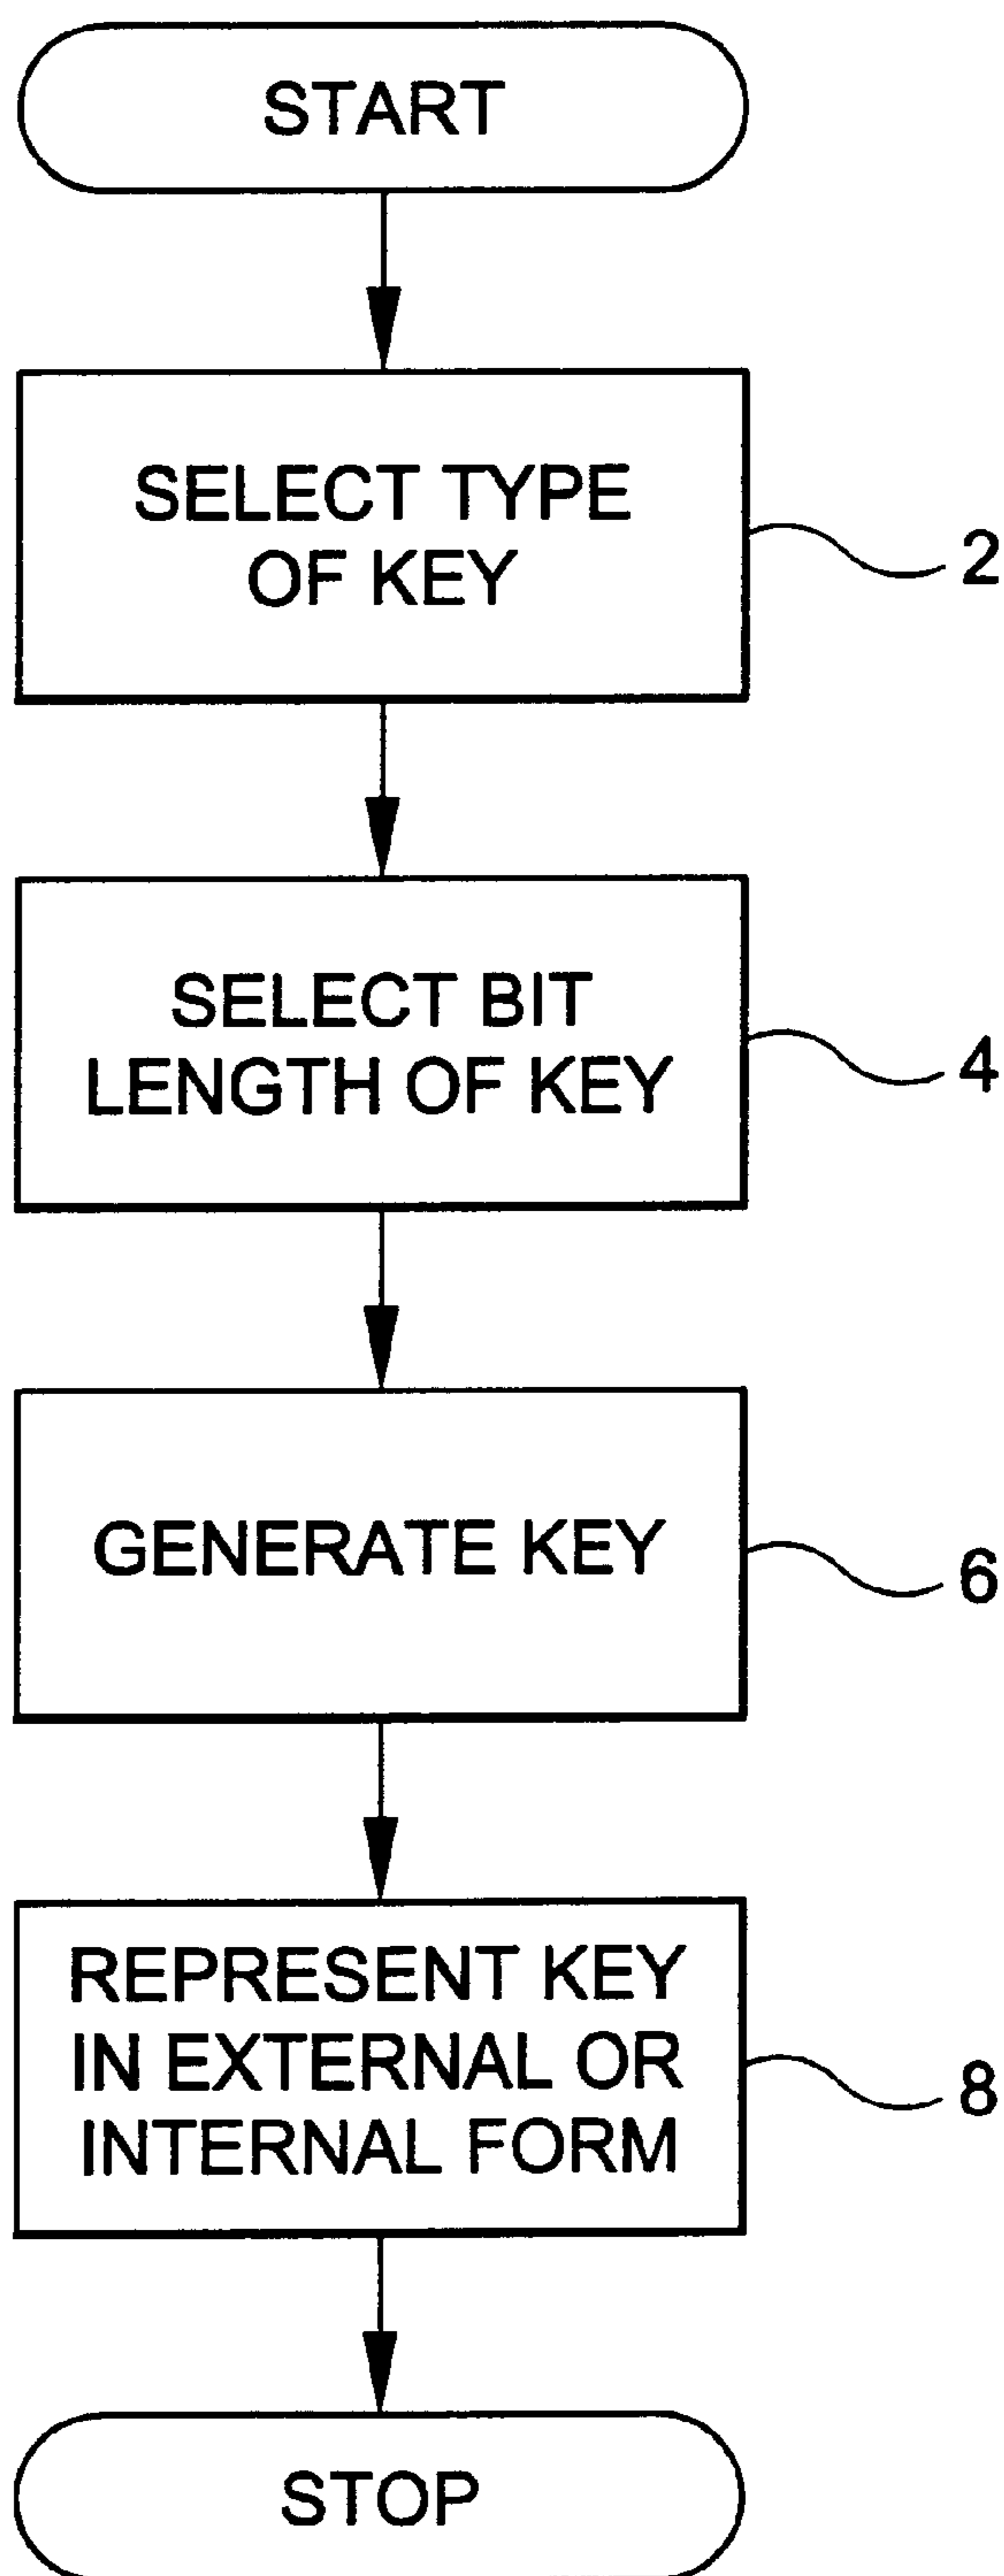 START
SELECT TYPE
OF KEY
2
SELECT BIT
LENGTH OF KEY
4
GENERATE KEY
6
REPRESENT KEY
IN EXTERNAL OR
INTERNAL FORM
8
STOP